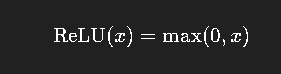 ReLU(x) = max(0, x)